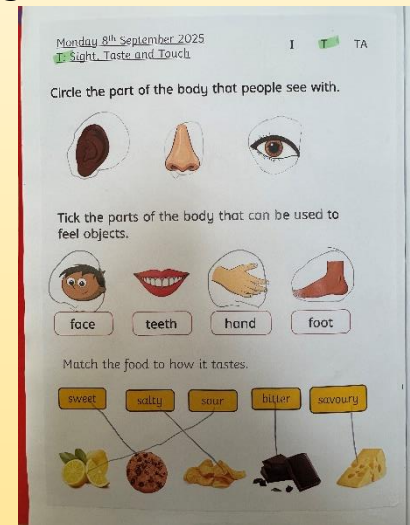 Monday 8th September 2025
I T TA
T: Sight, Taste and Touch
Circle the part of the body that people see with.
Tick the parts of the body that can be used to
feel objects.
face teeth hand foot
Match the food to how it tastes.
sweet salty sour bitter savoury